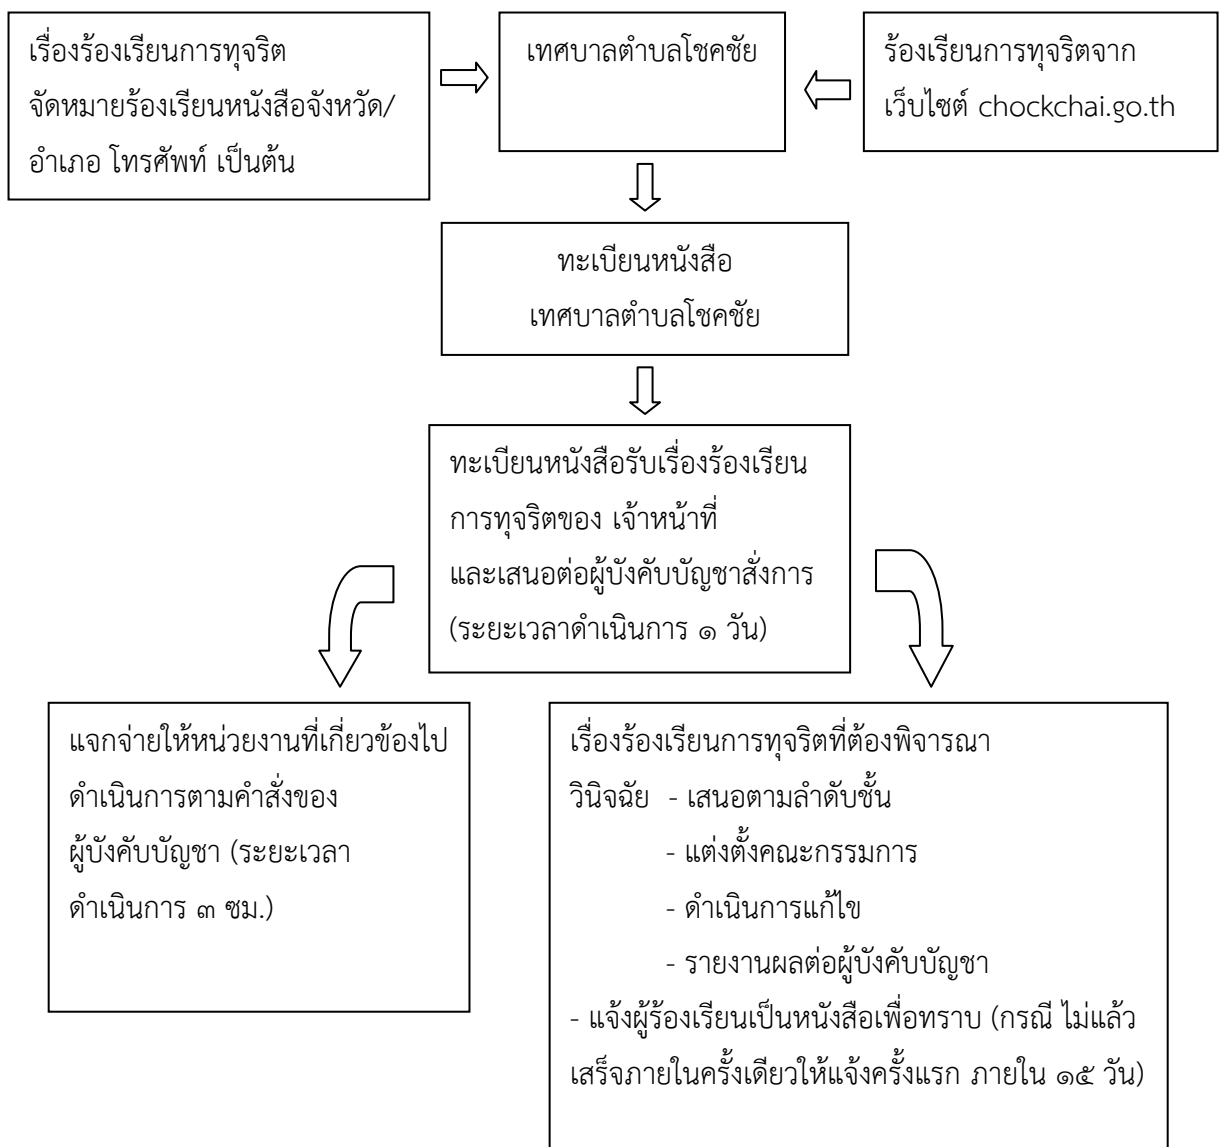 เรื่องร้องเรียนการทุจริต
จัดหมายร้องเรียนหนังสือจังหวัด/
อำเภอ โทรศัพท์ เป็นต้น
เทศบาลตำบลโชคชัย
ร้องเรียนการทุจริตจาก
เว็บไซต์ chockchai.go.th
ทะเบียนหนังสือ
เทศบาลตำบลโชคชัย
ทะเบียนหนังสือรับเรื่องร้องเรียน
การทุจริตของ เจ้าหน้าที่
และเสนอต่อผู้บังคับบัญชาสั่งการ
(ระยะเวลาดำเนินการ ๑ วัน)
แจกจ่ายให้หน่วยงานที่เกี่ยวข้องไป
ดำเนินการตามคำสั่งของ
ผู้บังคับบัญชา (ระยะเวลา
ดำเนินการ ๓ ซม.)
เรื่องร้องเรียนการทุจริตที่ต้องพิจารณา
วินิจฉัย - เสนอตามลำดับชั้น
- แต่งตั้งคณะกรรมการ
- ดำเนินการแก้ไข
- รายงานผลต่อผู้บังคับบัญชา
- แจ้งผู้ร้องเรียนเป็นหนังสือเพื่อทราบ (กรณี ไม่แล้ว
เสร็จภายในครั้งเดียวให้แจ้งครั้งแรก ภายใน ๑๕ วัน)